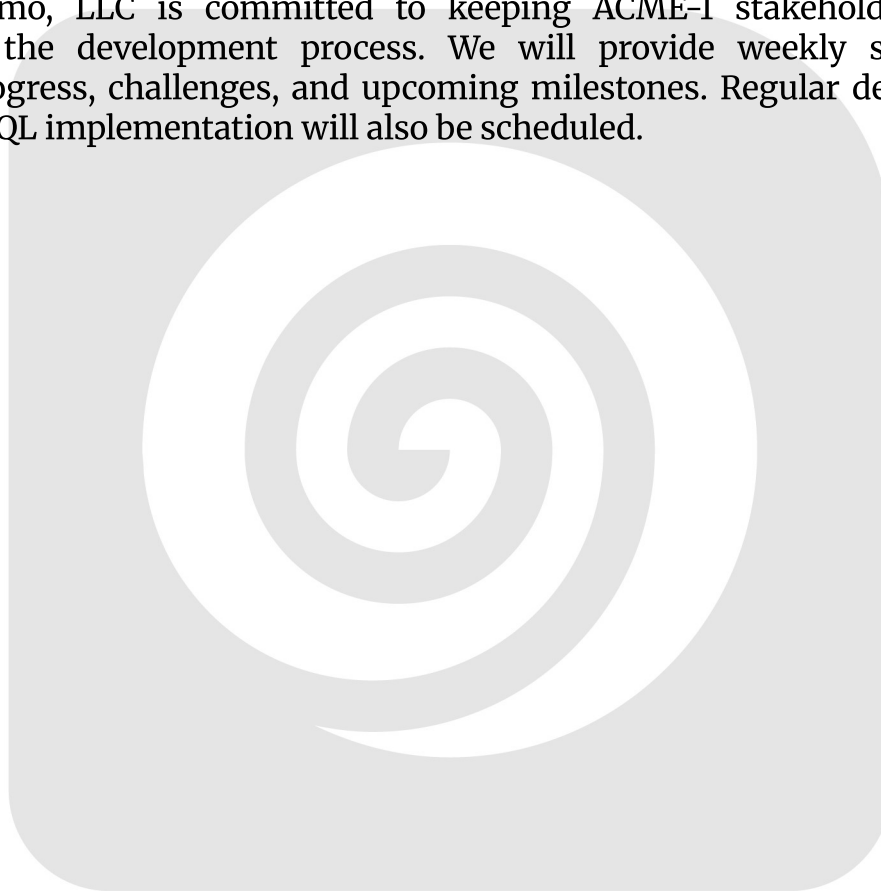 mo, LLC is committed to keeping ACME-1 stakehold
the development process. We will provide weekly s
ogress, challenges, and upcoming milestones. Regular de
QL implementation will also be scheduled.